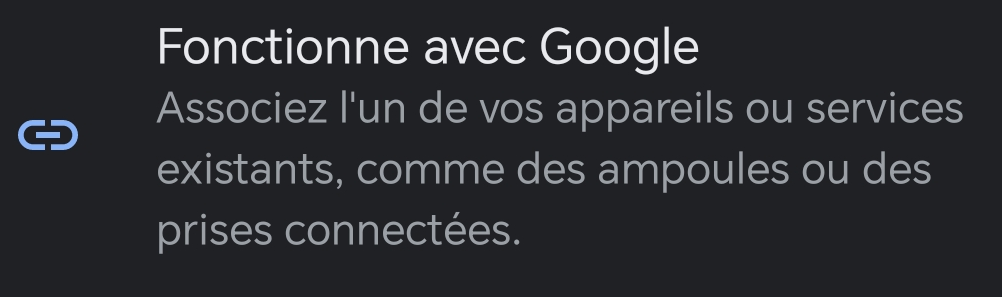 Fonctionne avec Google
Associez l'un de vos appareils ou services
existants, comme des ampoules ou des
prises connectées.